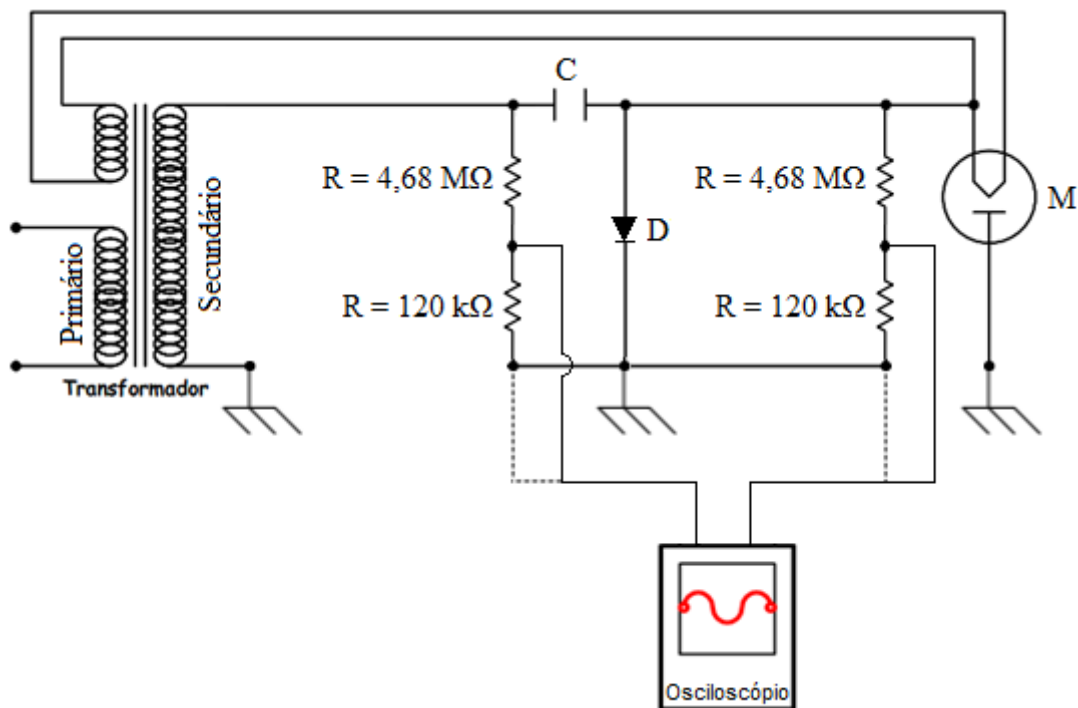 C
R = 4,68 MΩ
R = 4,68 MΩ
M
D
Primário
Secundário
R = 120 kΩ
R = 120 kΩ
Transformador
Osciloscópio